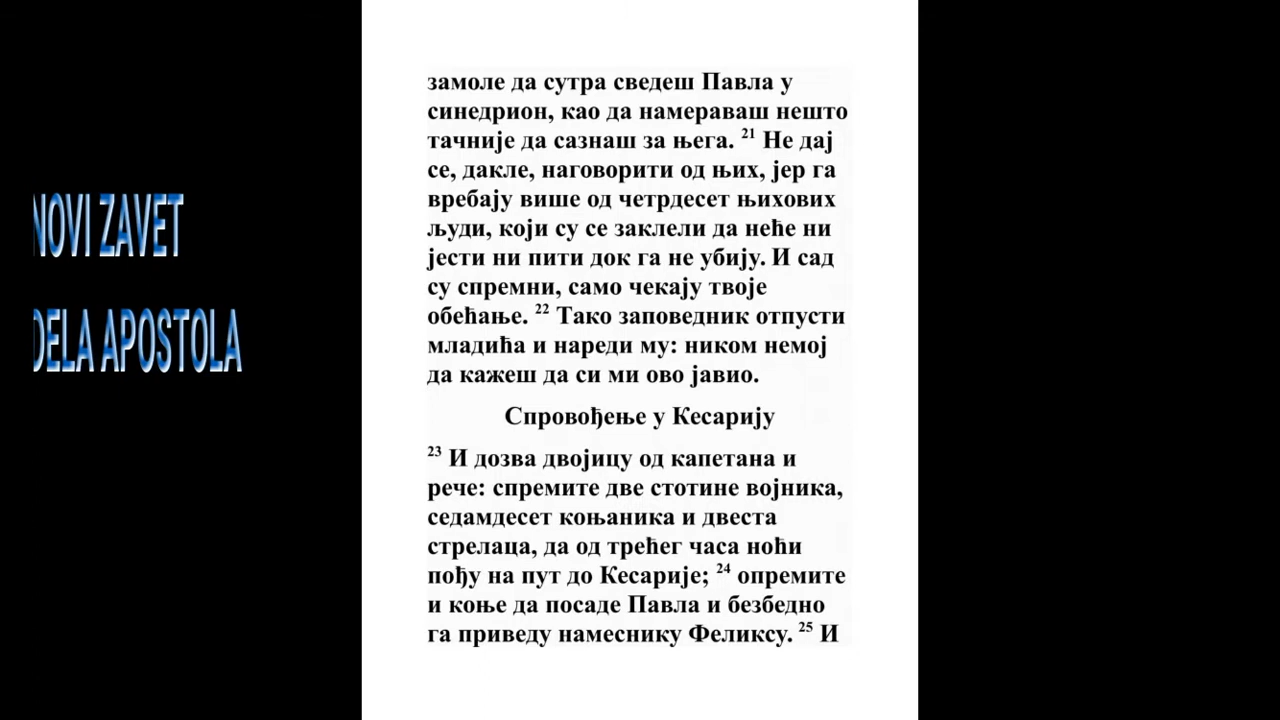 NOVI ZAVET
DELA APOSTOLA
замоле да сутра сведеш Павла у
синедрион, као да намераваш нешто
тачније да сазнаш за њега. 21 Не дај
се, дакле, наговорити од њих, јер га
вребају више од четрдесет њихових
људи, који су се заклели да неће ни
јести ни пити док га не убију. И сад
су спремни, само чекају твоје
обећање. 22 Тако заповедник отпусти
младића и нареди му: ником немој
да кажеш да си ми ово јавио.
Спровођење у Кесарију
23 И дозва двојицу од капетана и
рече: спремите две стотине војника,
седамдесет коњаника и двеста
стрелаца, да од трећег часа ноћи
пођу на пут до Кесарије; 24 опремите
и коње да посаде Павла и безбедно
га приведу намеснику Феликсу. 25 И